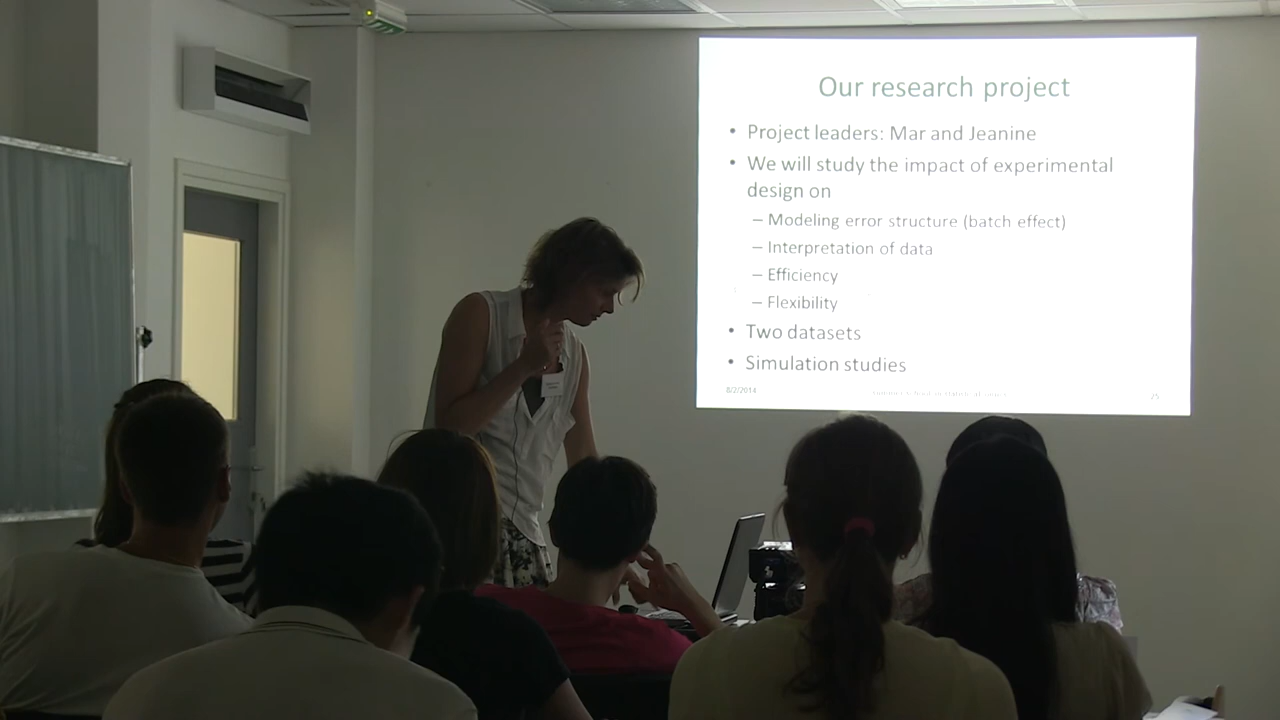 Our research project
• Project leaders: Mar and Jeanine
• We will study the impact of experimental
design on
– Modeling error structure (batch effect)
– Interpretation of data
– Efficiency
– Flexibility
• Two datasets
• Simulation studies
8/2/2014